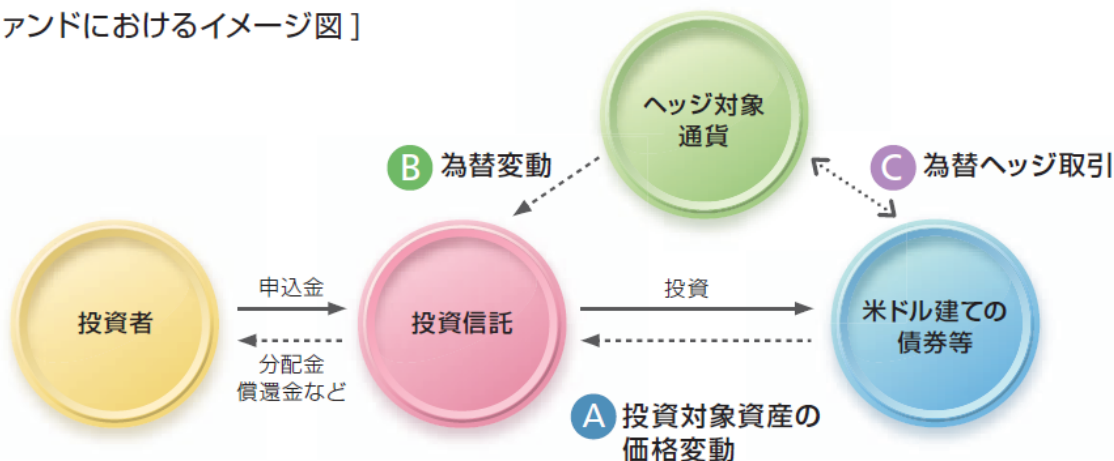 ァンドにおけるイメージ図]
ヘッジ対象
通貨
B 為替変動
C 為替ヘッジ取引
投資者
申込金
分配金
償還金など
投資信託
投資
米ドル建ての
債券等
A 投資対象資産の
価格変動